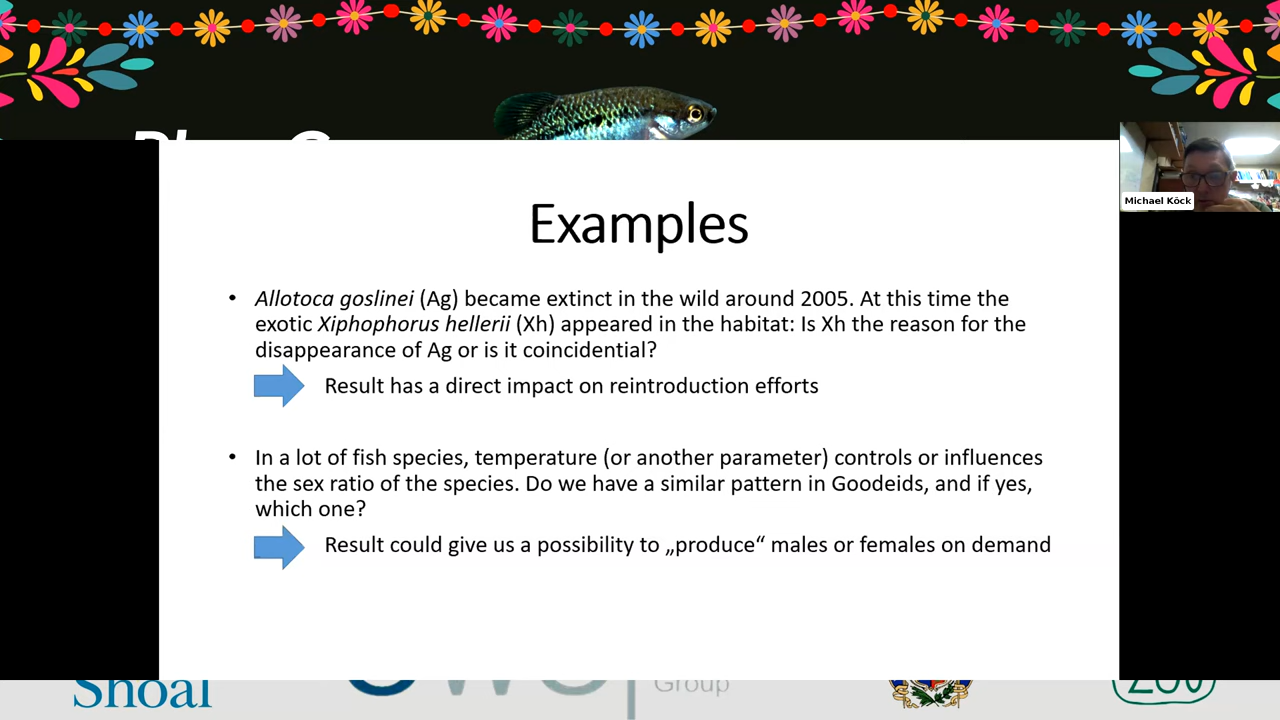 Michael Köck
Examples
• Allotoca goslinei (Ag) became extinct in the wild around 2005. At this time the
exotic Xiphophorus hellerii (Xh) appeared in the habitat: Is Xh the reason for the
disappearance of Ag or is it coincidential?
Result has a direct impact on reintroduction efforts
• In a lot of fish species, temperature (or another parameter) controls or influences
the sex ratio of the species. Do we have a similar pattern in Goodeids, and if yes,
which one?
Result could give us a possibility to „produce“ males or females on demand
Shoal
Group